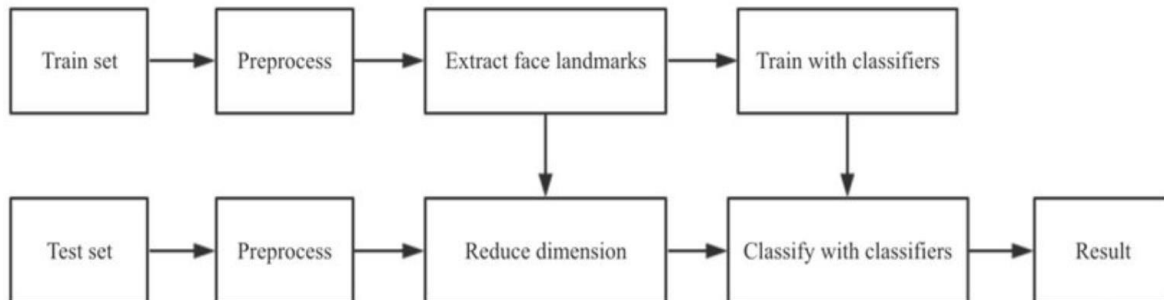 Train set
Preprocess
Extract face landmarks
Train with classifiers
Test set
Preprocess
Reduce dimension
Classify with classifiers
Result